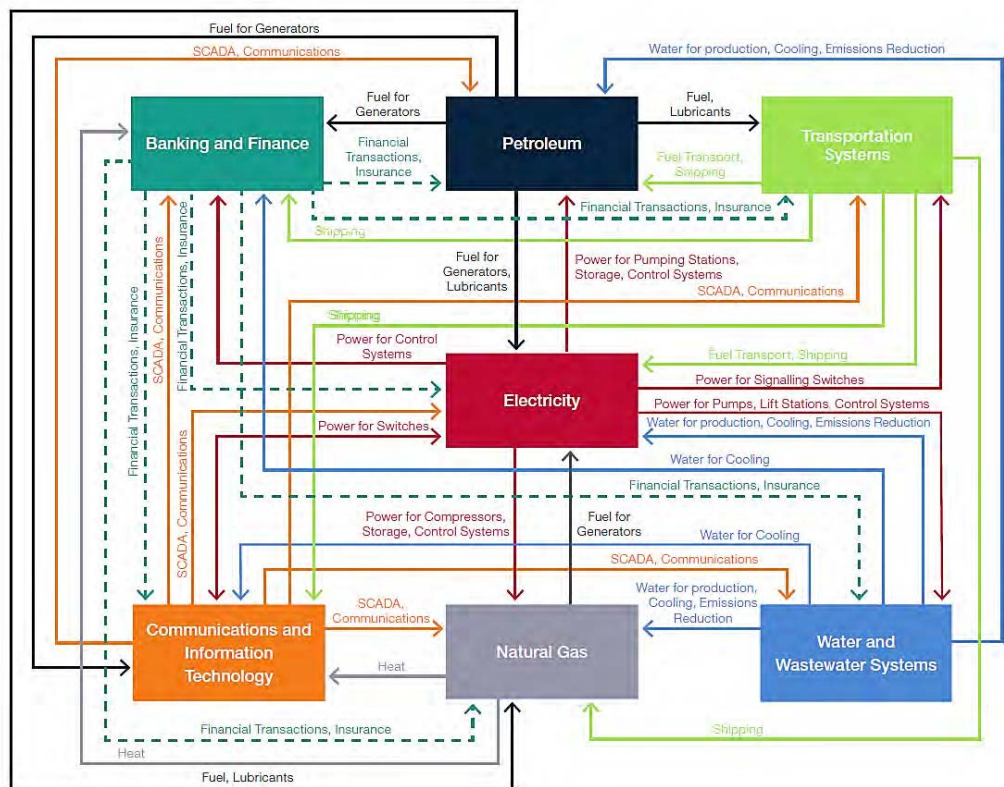 Fuel for Generators
SCADA, Communications
Water for production, Cooling, Emissions Reduction
Banking and Finance
Fuel for
Generators
Petroleum
Fuel,
Lubricants
Transportation
Systems
Financial
Transactions,
Insurance
Fuel Transport,
Shipping
Financial Transactions, Insurance
Shipping
Fuel for
Generators,
Lubricants
Power for Pumping Stations,
Storage, Control Systems
SCADA, Communications
Shipping
Financial Transactions, Insurance
SCADA, Communications
Financial Transactions, Insurance
Power for Control
Systems
Fuel Transport, Shipping
Electricity
Power for Signalling Switches
Power for Pumps, Lift Stations, Control Systems
Power for Switches
Water for production, Cooling, Emissions Reduction
Water for Cooling
Financial Transactions, Insurance
SCADA, Communications
Power for Compressors,
Storage, Control Systems
Fuel for
Generators
Water for Cooling
SCADA, Communications
Water for production,
Cooling, Emissions
Reduction
Communications and
Information
Technology
SCADA,
Communications
Natural Gas
Water and
Wastewater Systems
Heat
Financial Transactions, Insurance
Shipping
Heat
Fuel, Lubricants